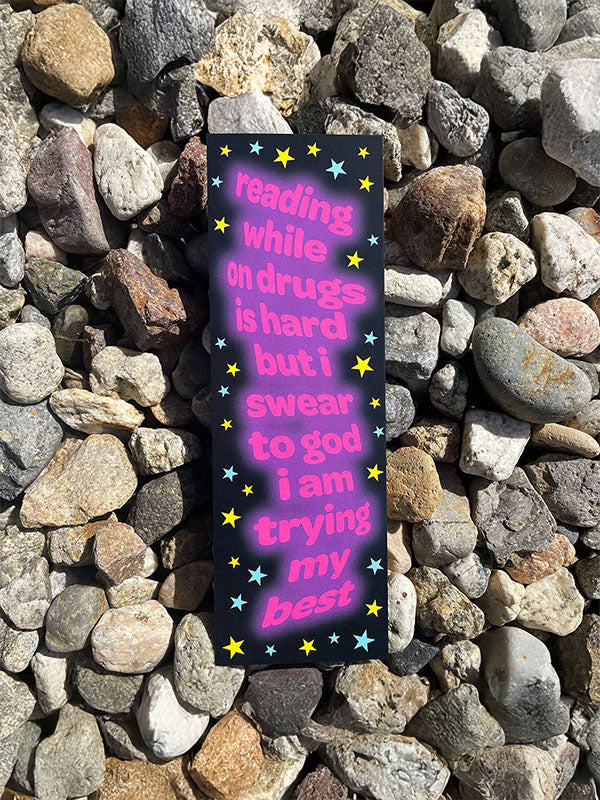 reading
while
on drugs
is hard
but i
swear
to god
i am
trying
my
best